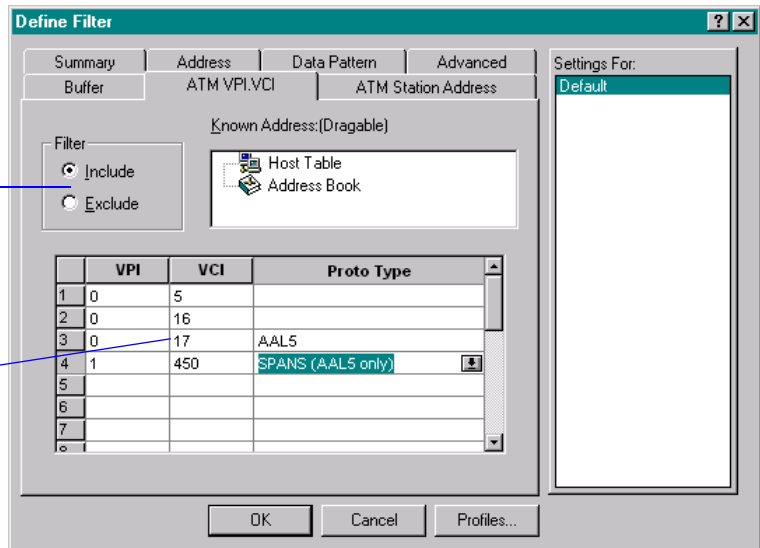 Define Filter
Summary Address Data Pattern Advanced
Buffer ATM VPI.VCI ATM Station Address
Settings For:
Default
Known Address:(Dragable)
Filter
Include
Exclude
Host Table
Address Book
VPI VCI Proto Type
1 0 5
2 0 16
3 0 17 AAL5
4 1 450 SPANS (AAL5 only)
5
6
7
OK Cancel Profiles...